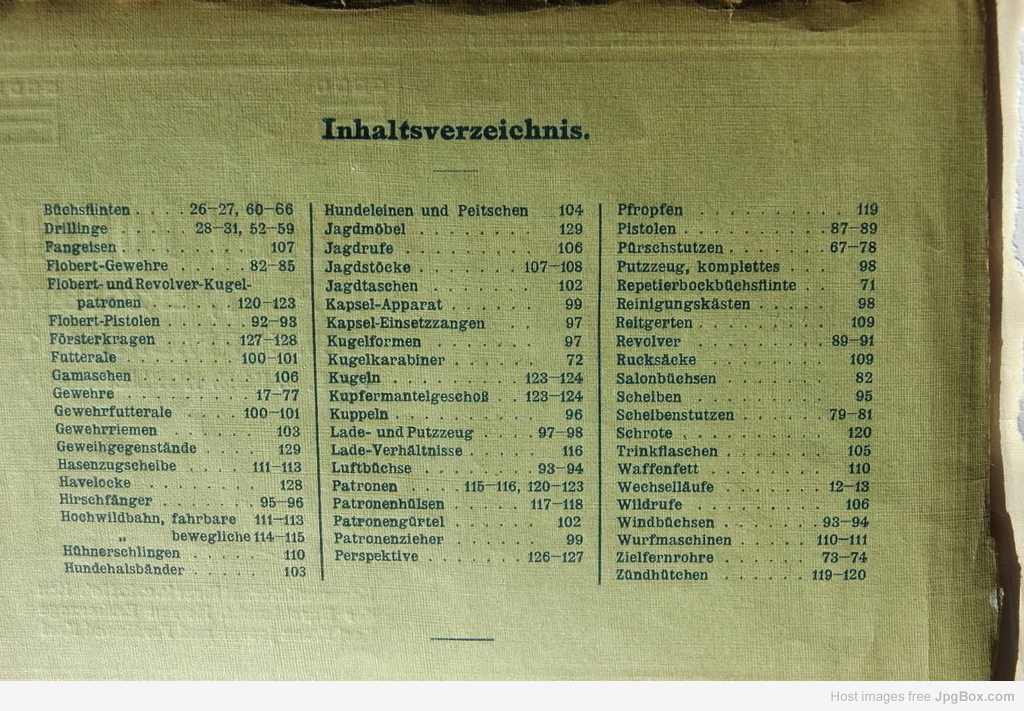 Inhaltsverzeichnis.
Büchsflinten . . . . 26—27, 60—66
Drillinge . . . . . . 28—31, 52—59
Fangeisen . . . . . . . . . 107
Flobert-Gewehre . . . . . . 82—85
Flobert- und Revolver-Kugel-
patronen . . . . . . 120—123
Flobert-Pistolen . . . . . . 92—93
Försterkragen . . . . . . 127—128
Futterale . . . . . . . . 100—101
Gamaschen . . . . . . . . . 106
Gewehre . . . . . . . . . 17—77
Gewehrfutterale . . . . . 100—101
Gewehrriemen . . . . . . . 103
Geweihgegenstände . . . . . 129
Hasenzugscheibe . . . . . 111—113
Havelocke . . . . . . . . . 128
Hirschfänger . . . . . . . 95—96
Hochwildbahn, fahrbare 111—113
„ bewegliche 114—115
Hühnerschlingen . . . . . . 110
Hundehalsbänder . . . . . . 103
Hundeleinen und Peitschen 104
Jagdmöbel . . . . . . . . . 129
Jagdrufe . . . . . . . . . . 106
Jagdstöcke . . . . . . . 107—108
Jagdtaschen . . . . . . . . 102
Kapsel-Apparat . . . . . . . 99
Kapsel-Einsetzzangen . . . 97
Kugelformen . . . . . . . . 97
Kugelkarabiner . . . . . . . 72
Kugeln . . . . . . . . . 123—124
Kupfermantelgeschoß . . 123—124
Kuppeln . . . . . . . . . . 96
Lade- und Putzzeug . . . . 97—98
Lade-Verhältnisse . . . . . . 116
Luftbüchse . . . . . . . . 93—94
Patronen . . . . 115—116, 120—123
Patronenhülsen . . . . . 117—118
Patronengürtel . . . . . . . 102
Patronenzieher . . . . . . . 99
Perspektive . . . . . . . 126—127
Pfropfen . . . . . . . . . . 119
Pistolen . . . . . . . . . 87—89
Pürschstutzen . . . . . . . 67—78
Putzzeug, komplettes . . . 98
Repetierbockbüchsflinte . . 71
Reinigungskästen . . . . . . 98
Reitgerten . . . . . . . . . 109
Revolver . . . . . . . . . 89—91
Rucksäcke . . . . . . . . . 109
Salonbüchsen . . . . . . . . 82
Scheiben . . . . . . . . . . 95
Scheibenstutzen . . . . . . 79—81
Schrote . . . . . . . . . . 120
Trinkflaschen . . . . . . . . 105
Waffenfett . . . . . . . . . 110
Wechselläufe . . . . . . . 12—13
Wildrufe . . . . . . . . . . 106
Windbüchsen . . . . . . . 93—94
Wurfmaschinen . . . . . 110—111
Zielfernrohre . . . . . . . 73—74
Zündhütchen . . . . . . 119—120
Host images free JpgBox.com